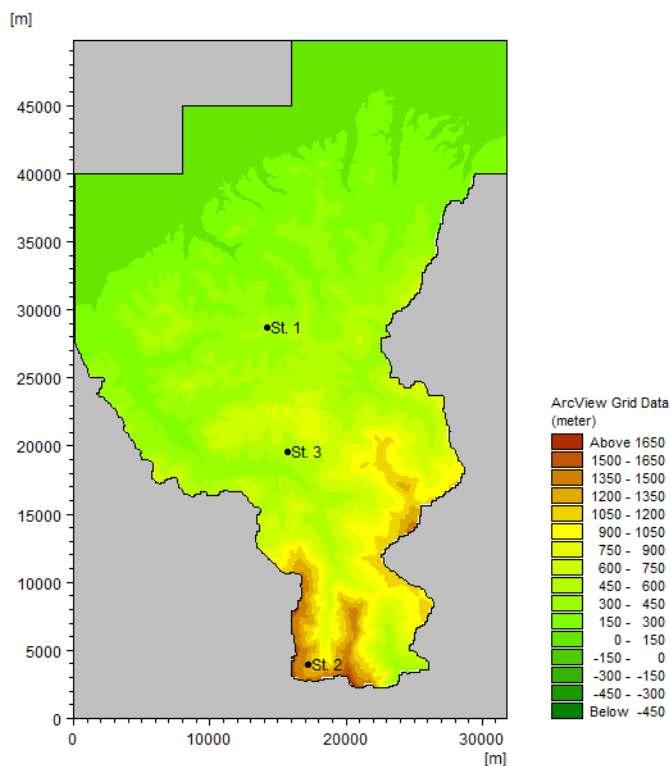 [m]
45000
40000
35000
30000
25000
20000
15000
10000
5000
0
St. 1
St. 3
St. 2
0 10000 20000 30000
[m]
ArcView Grid Data
(meter)
Above 1650
1500 - 1650
1350 - 1500
1200 - 1350
1050 - 1200
900 - 1050
750 - 900
600 - 750
450 - 600
300 - 450
150 - 300
0 - 150
-150 - 0
-300 - -150
-450 - -300
Below -450